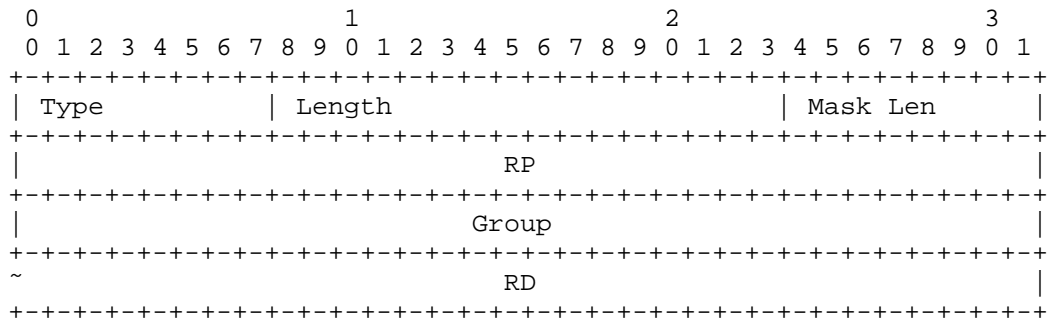 0                   1                   2                   3
 0 1 2 3 4 5 6 7 8 9 0 1 2 3 4 5 6 7 8 9 0 1 2 3 4 5 6 7 8 9 0 1
+-+-+-+-+-+-+-+-+-+-+-+-+-+-+-+-+-+-+-+-+-+-+-+-+-+-+-+-+-+-+-+-+
| Type          | Length                        | Mask Len      |
+-+-+-+-+-+-+-+-+-+-+-+-+-+-+-+-+-+-+-+-+-+-+-+-+-+-+-+-+-+-+-+-+
|                              RP                               |
+-+-+-+-+-+-+-+-+-+-+-+-+-+-+-+-+-+-+-+-+-+-+-+-+-+-+-+-+-+-+-+-+
|                            Group                              |
+-+-+-+-+-+-+-+-+-+-+-+-+-+-+-+-+-+-+-+-+-+-+-+-+-+-+-+-+-+-+-+-+
~                              RD                               |
+-+-+-+-+-+-+-+-+-+-+-+-+-+-+-+-+-+-+-+-+-+-+-+-+-+-+-+-+-+-+-+-+